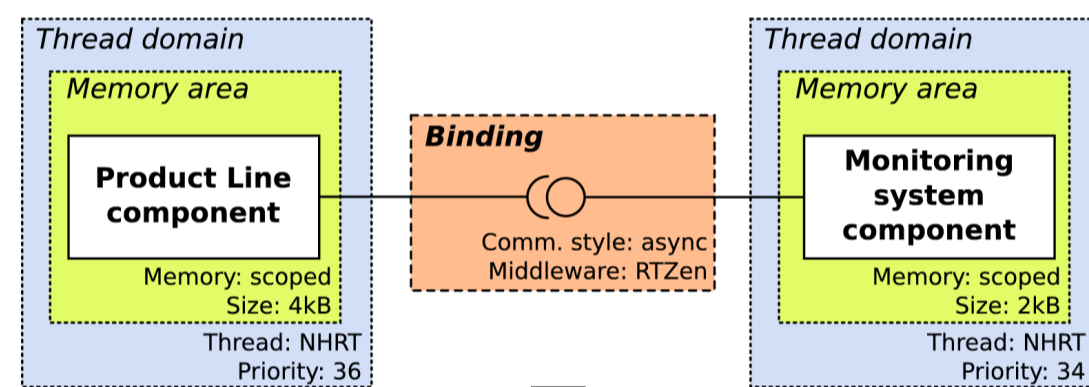 Thread domain
Memory area
Product Line
component
Memory: scoped
Size: 4kB
Thread: NHRT
Priority: 36
Binding
Comm. style: async
Middleware: RTZen
Thread domain
Memory area
Monitoring
system
component
Memory: scoped
Size: 2kB
Thread: NHRT
Priority: 34